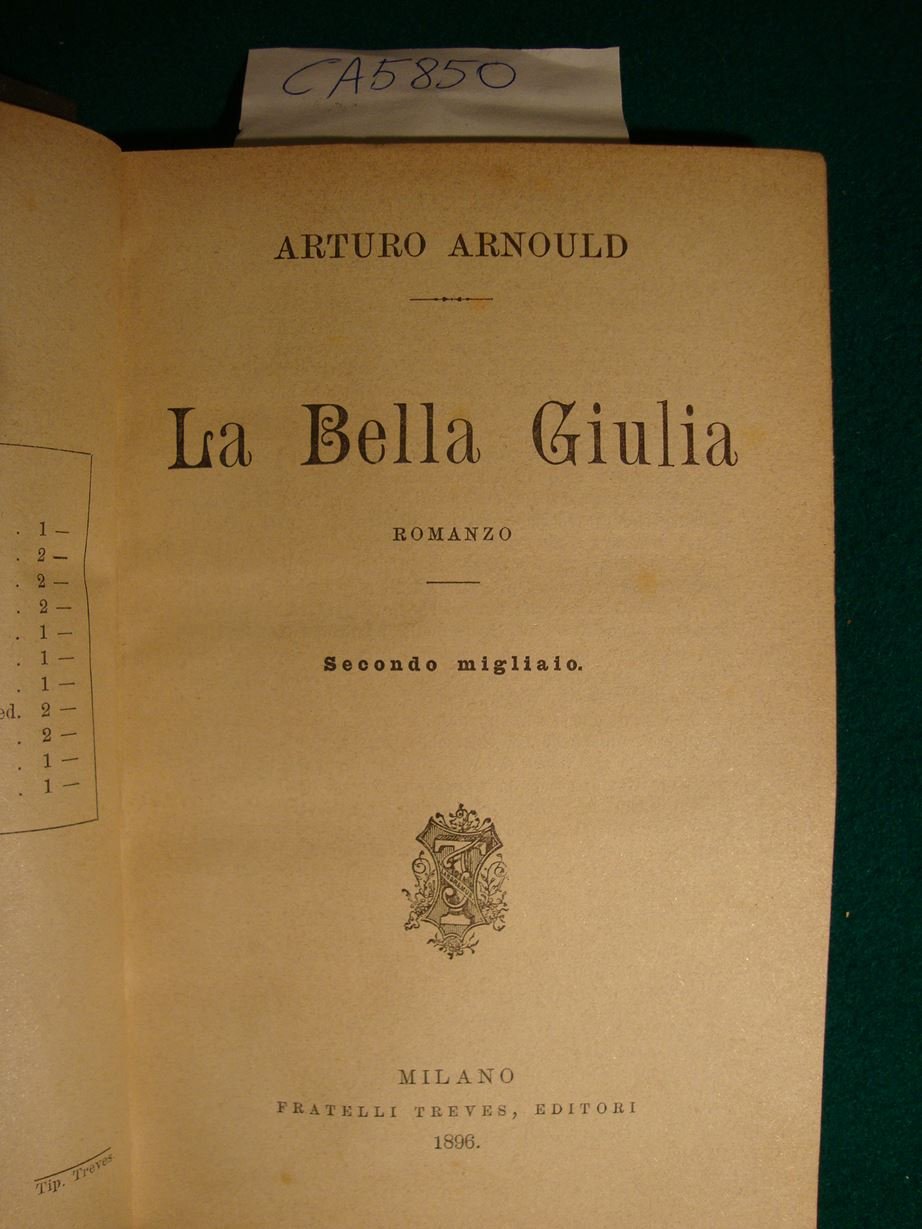 CA5850
ARTURO ARNOULD
La Bella Giulia
ROMANZO
Secondo migliaio.
MILANO
FRATELLI TREVES, EDITORI
1896.
. 1 —
. 2 —
. 2 —
. 2 —
. 1 —
. 1 —
. 1 —
ed. 2 —
. 2 —
. 1 —
. 1 —
Tip. Treves